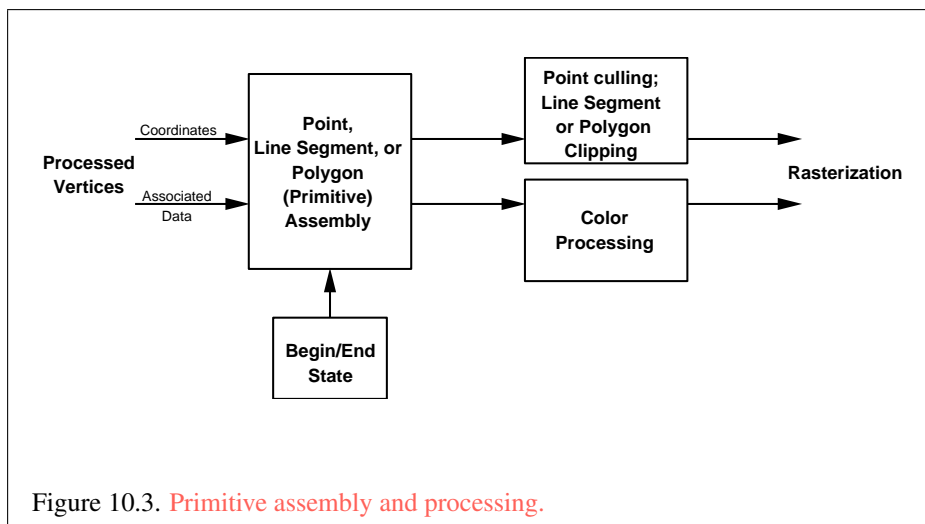 Coordinates
Processed
Vertices
Associated
Data
Point,
Line Segment, or
Polygon
(Primitive)
Assembly
Begin/End
State
Point culling;
Line Segment
or Polygon
Clipping
Color
Processing
Rasterization
Figure 10.3. Primitive assembly and processing.